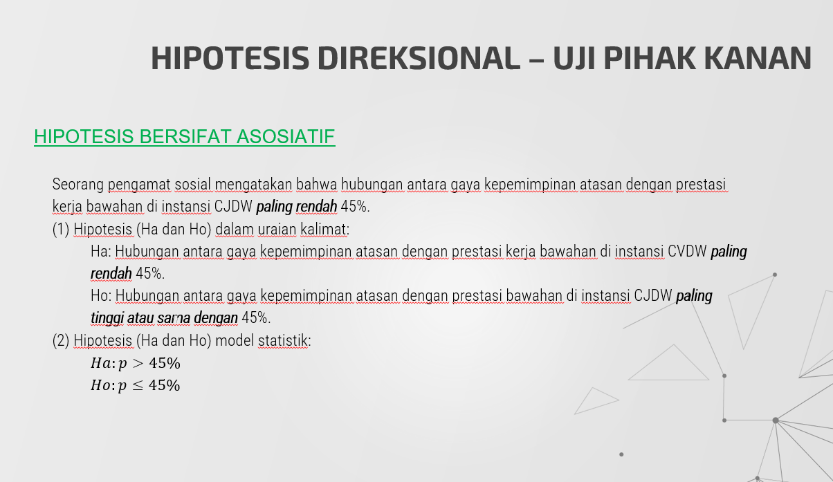 HIPOTESIS DIREKSIONAL – UJI PIHAK KANAN
HIPOTESIS BERSIFAT ASOSIATIF
Seorang pengamat sosial mengatakan bahwa hubungan antara gaya kepemimpinan atasan dengan prestasi
kerja bawahan di instansi CJDW paling rendah 45%.
(1) Hipotesis (Ha dan Ho) dalam uraian kalimat:
Ha: Hubungan antara gaya kepemimpinan atasan dengan prestasi kerja bawahan di instansi CVDW paling
rendah 45%.
Ho: Hubungan antara gaya kepemimpinan atasan dengan prestasi bawahan di instansi CJDW paling
tinggi atau sama dengan 45%.
(2) Hipotesis (Ha dan Ho) model statistik:
Ha: p > 45%
Ho: p ≤ 45%